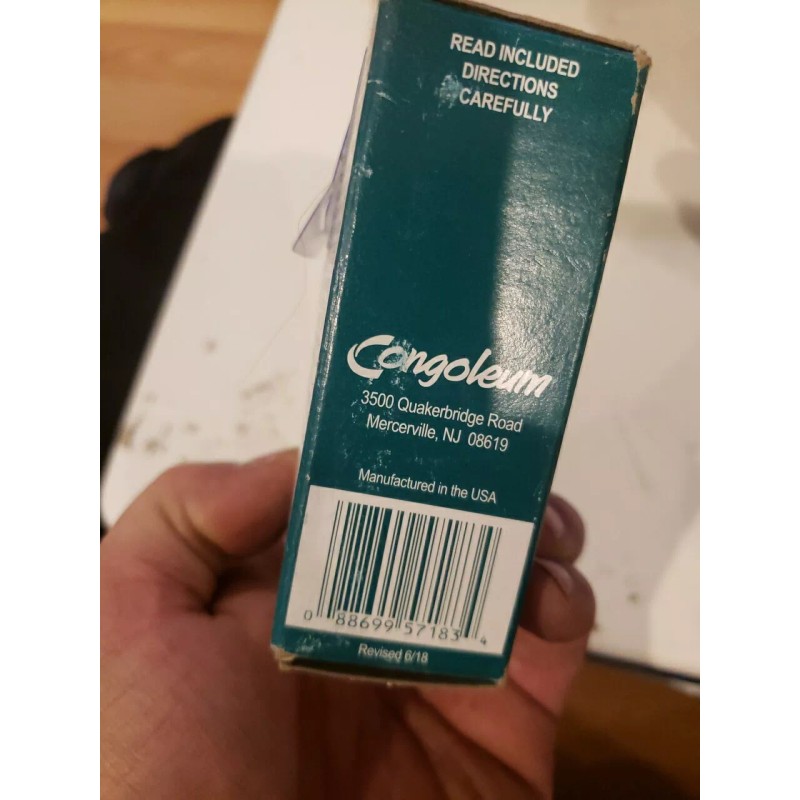 READ INCLUDED
DIRECTIONS
CAREFULLY
Congoleum
3500 Quakerbridge Road
Mercerville, NJ 08619
Manufactured in the USA
0 88699 57183 4
Revised 6/18